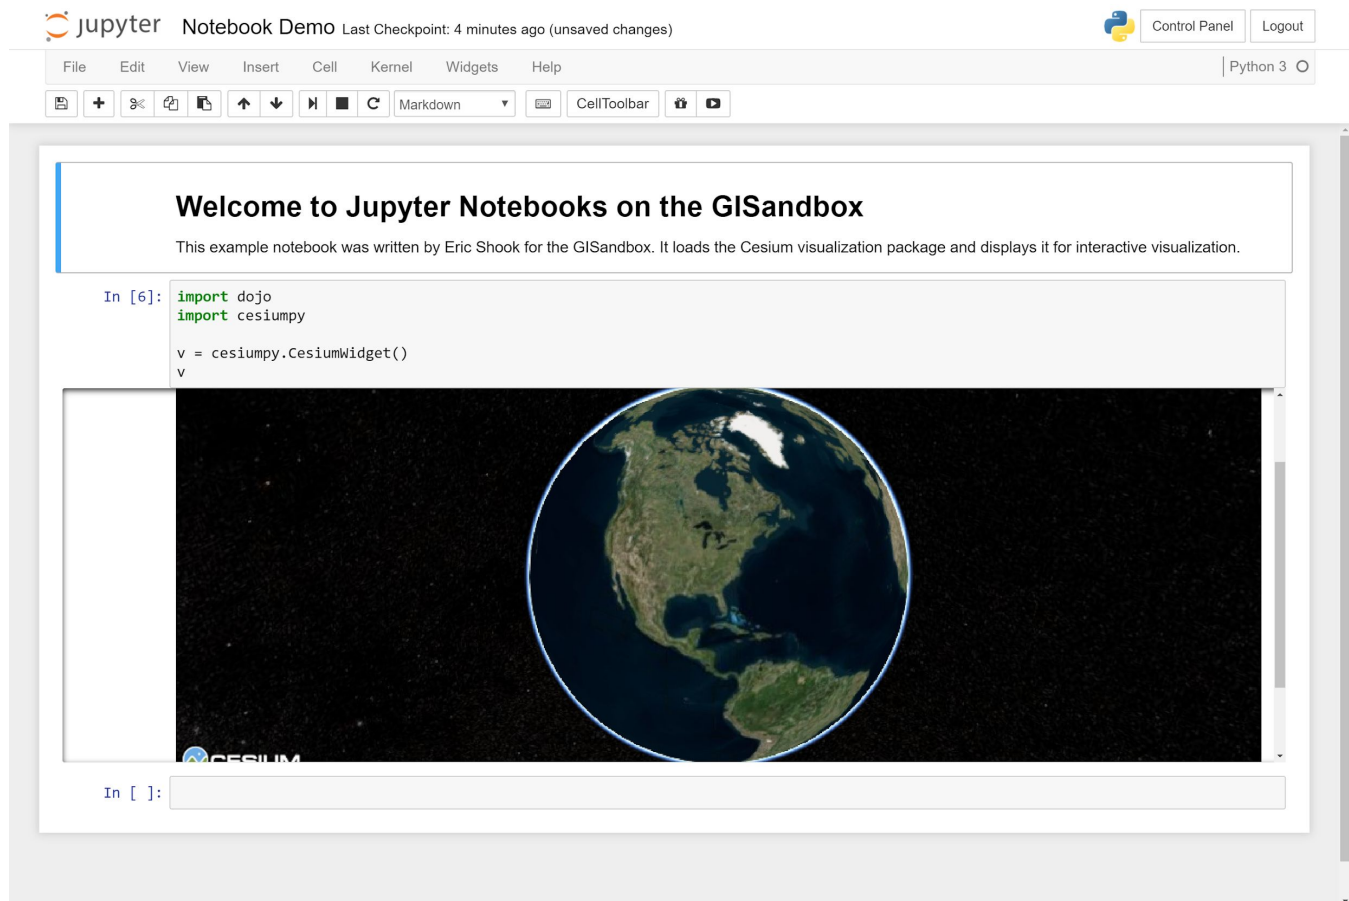 jupyter Notebook Demo Last Checkpoint: 4 minutes ago (unsaved changes) Control Panel Logout
File Edit View Insert Cell Kernel Widgets Help Python 3
Markdown CellToolbar
Welcome to Jupyter Notebooks on the GISandbox
This example notebook was written by Eric Shook for the GISandbox. It loads the Cesium visualization package and displays it for interactive visualization.
In [6]: import dojo
import cesiumpy
v = cesiumpy.CesiumWidget()
v
CESIUM
In [ ]: